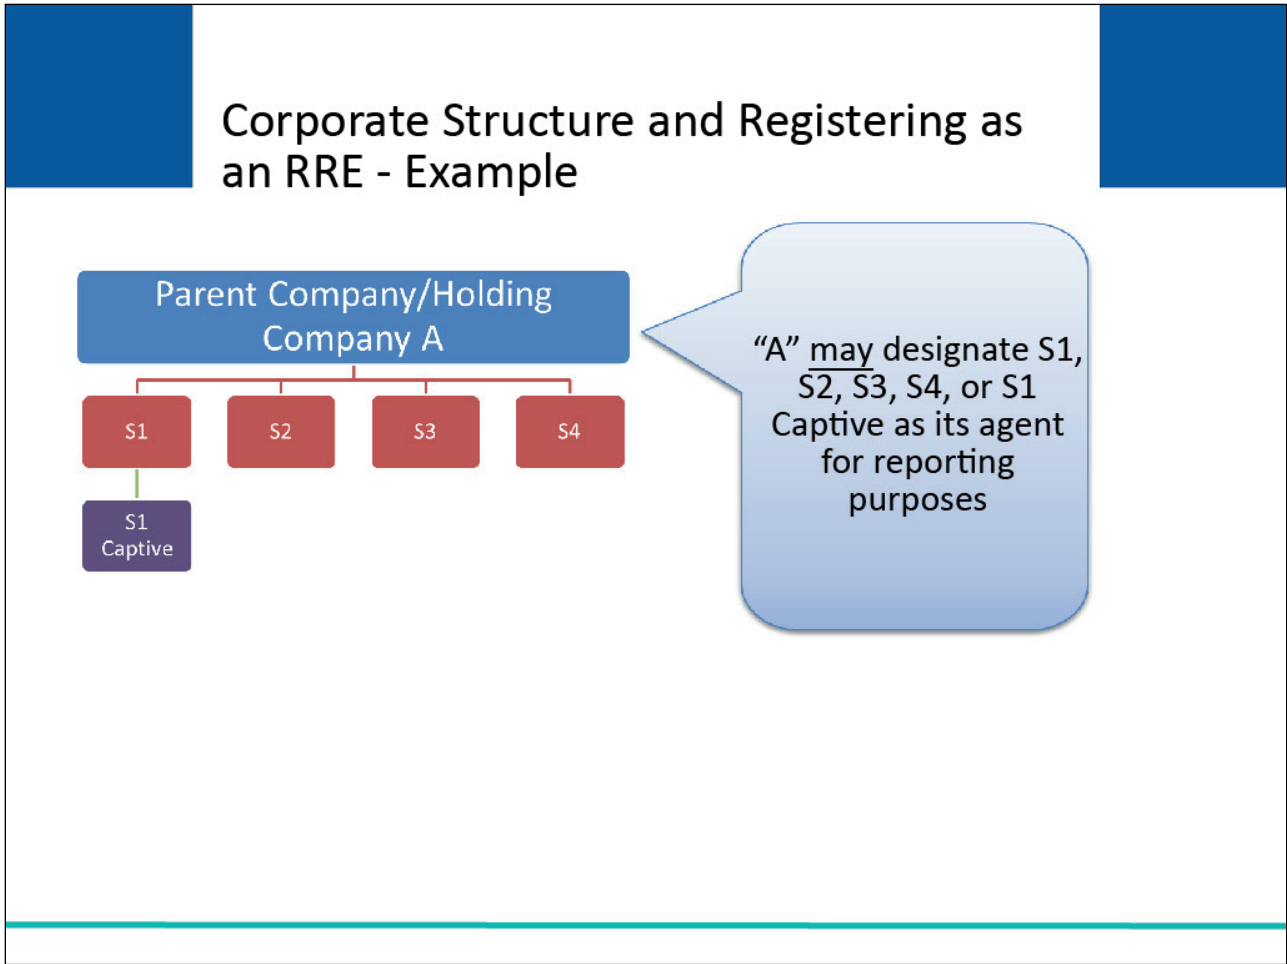 Corporate Structure and Registering as
an RRE - Example
Parent Company/Holding
Company A
S1
S2
S3
S4
S1
Captive
“A” may designate S1,
S2, S3, S4, or S1
Captive as its agent
for reporting
purposes